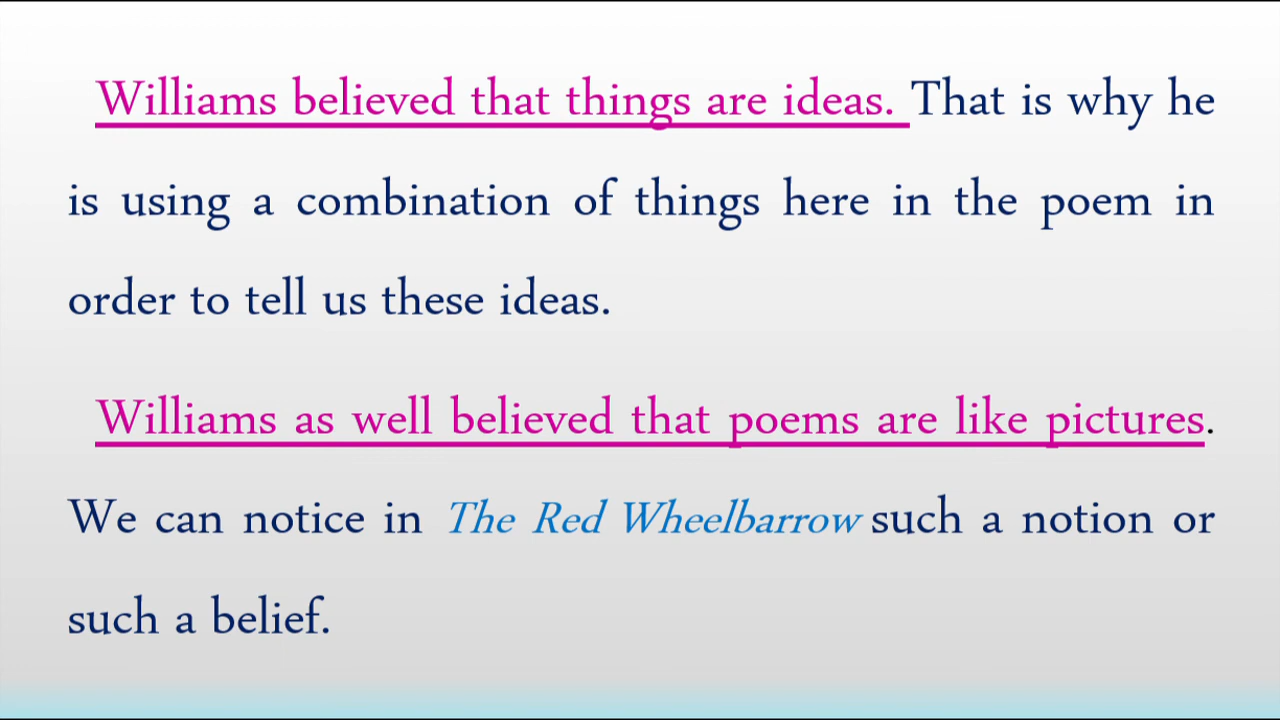 Williams believed that things are ideas. That is why he
is using a combination of things here in the poem in
order to tell us these ideas.
Williams as well believed that poems are like pictures.
We can notice in The Red Wheelbarrow such a notion or
such a belief.